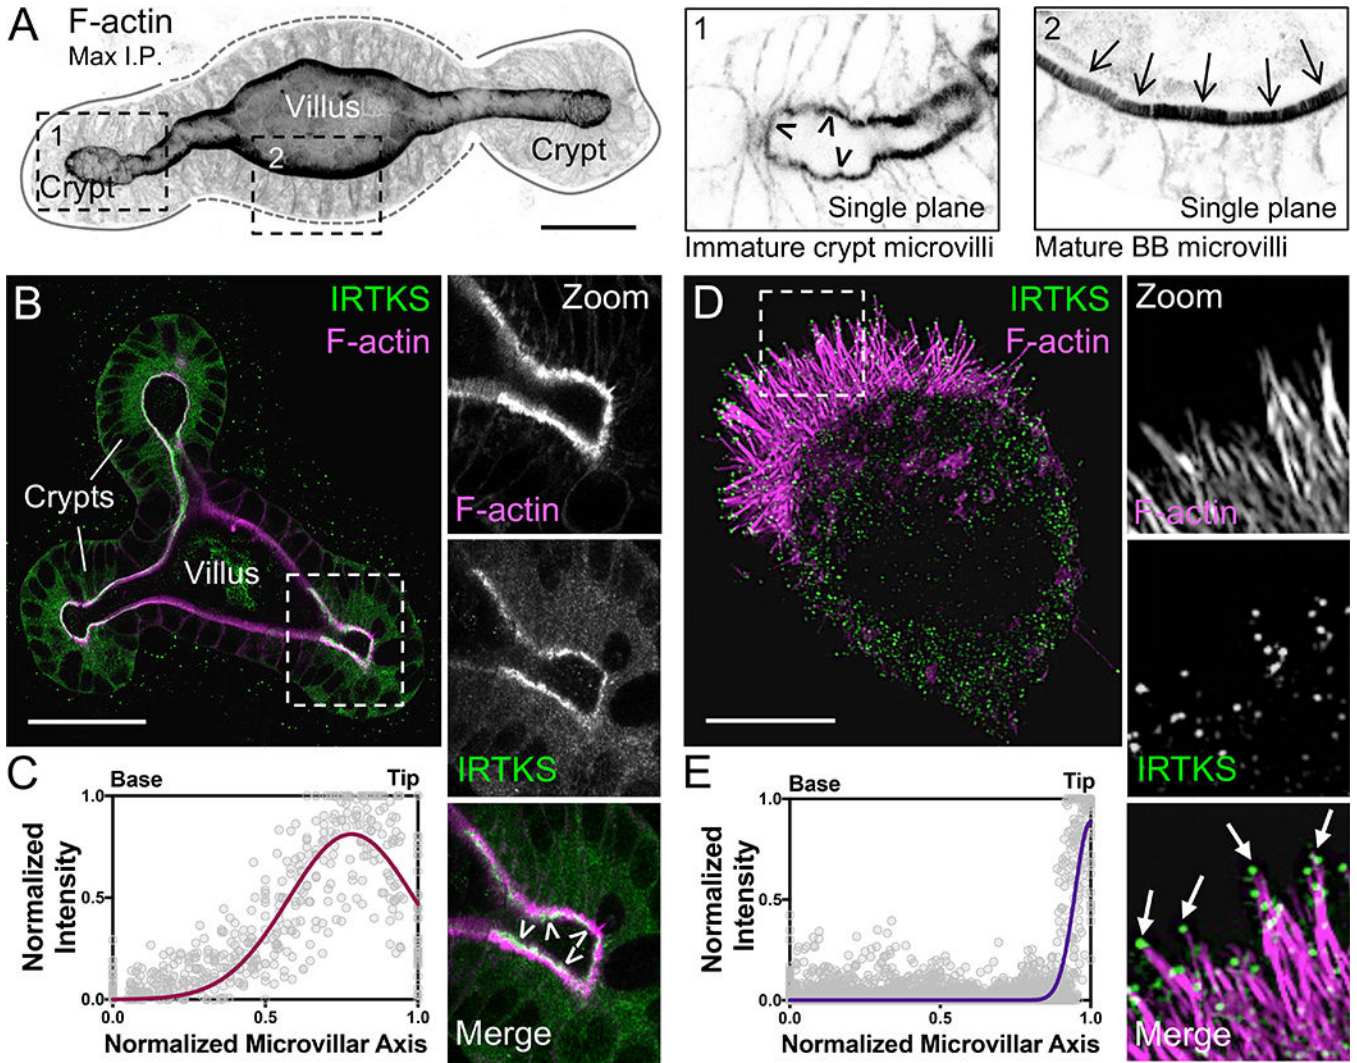 A
F-actin
Max I.P.
1
Crypt
Villus
2
Crypt
1
Single plane
Immature crypt microvilli
2
Single plane
Mature BB microvilli
B
IRTKS
F-actin
Crypts
Villus
Zoom
F-actin
IRTKS
Merge
C
Base
Tip
Normalized
Intensity
1.0
0.5
0.0
0.0
0.5
1.0
Normalized Microvillar Axis
D
IRTKS
F-actin
Zoom
F-actin
IRTKS
Merge
E
Base
Tip
Normalized
Intensity
1.0
0.5
0.0
0.0
0.5
1.0
Normalized Microvillar Axis